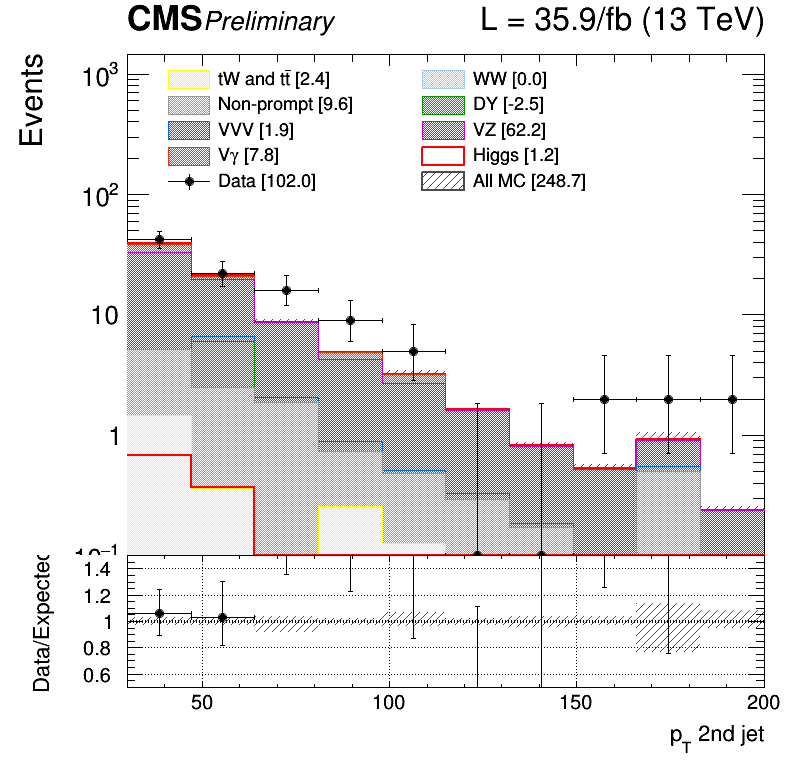 CMS Preliminary L = 35.9/fb (13 TeV)
Events
10³
10²
10
1
10⁻¹
tW and tt̄ [2.4]
Non-prompt [9.6]
VVV [1.9]
Vγ [7.8]
Data [102.0]
WW [0.0]
DY [-2.5]
VZ [62.2]
Higgs [1.2]
All MC [248.7]
Data/Expected
1.4
1.2
1
0.8
0.6
50 100 150 200
p_T 2nd jet